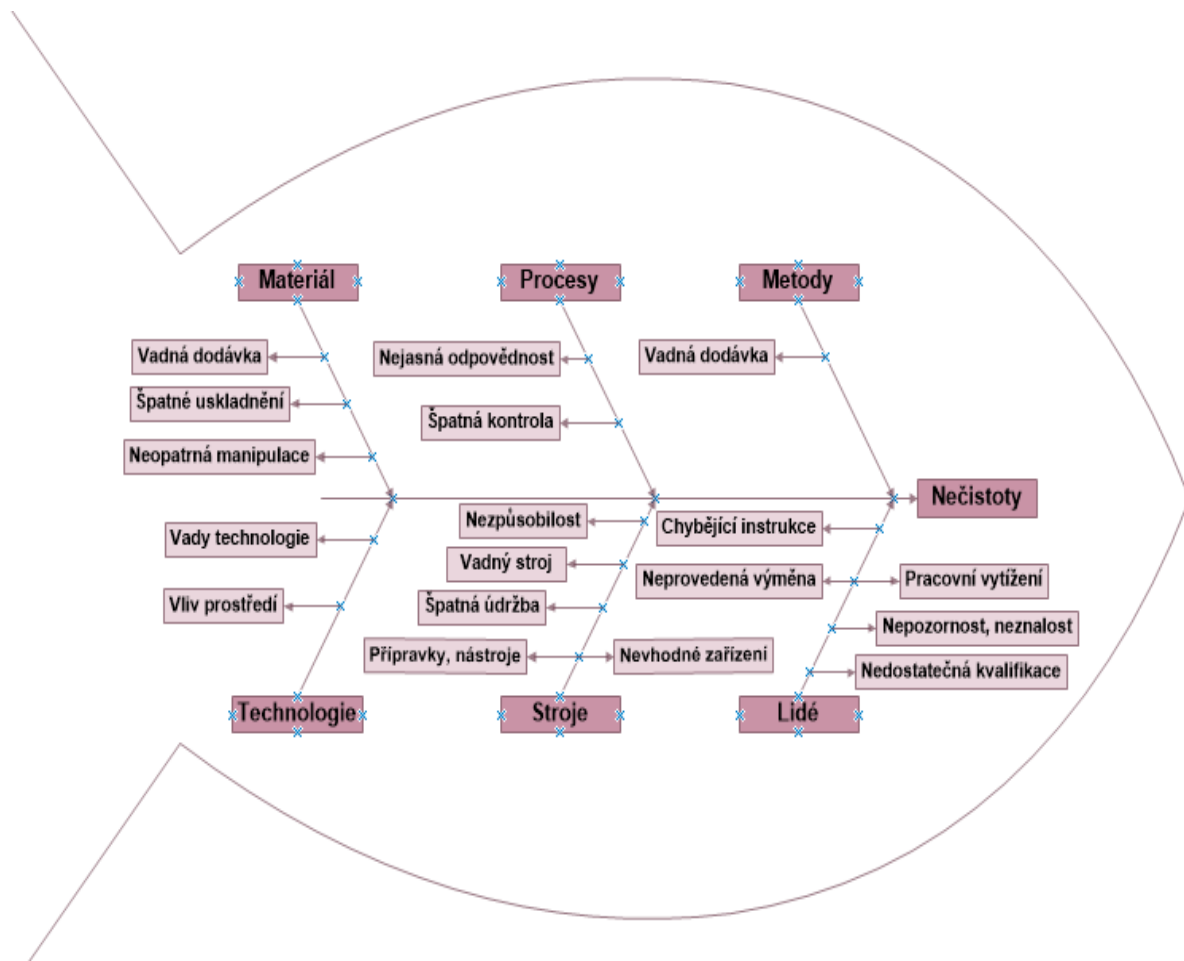 Materiál
Procesy
Metody
Vadná dodávka
Nejasná odpovědnost
Vadná dodávka
Špatné uskladnění
Špatná kontrola
Neopatrná manipulace
Nečistoty
Nezpůsobilost
Chybějící instrukce
Vady technologie
Vadný stroj
Neprovedená výměna
Pracovní vytížení
Vliv prostředí
Špatná údržba
Nepozornost, neznalost
Přípravky, nástroje
Nevhodné zařízení
Nedostatečná kvalifikace
Technologie
Stroje
Lidé